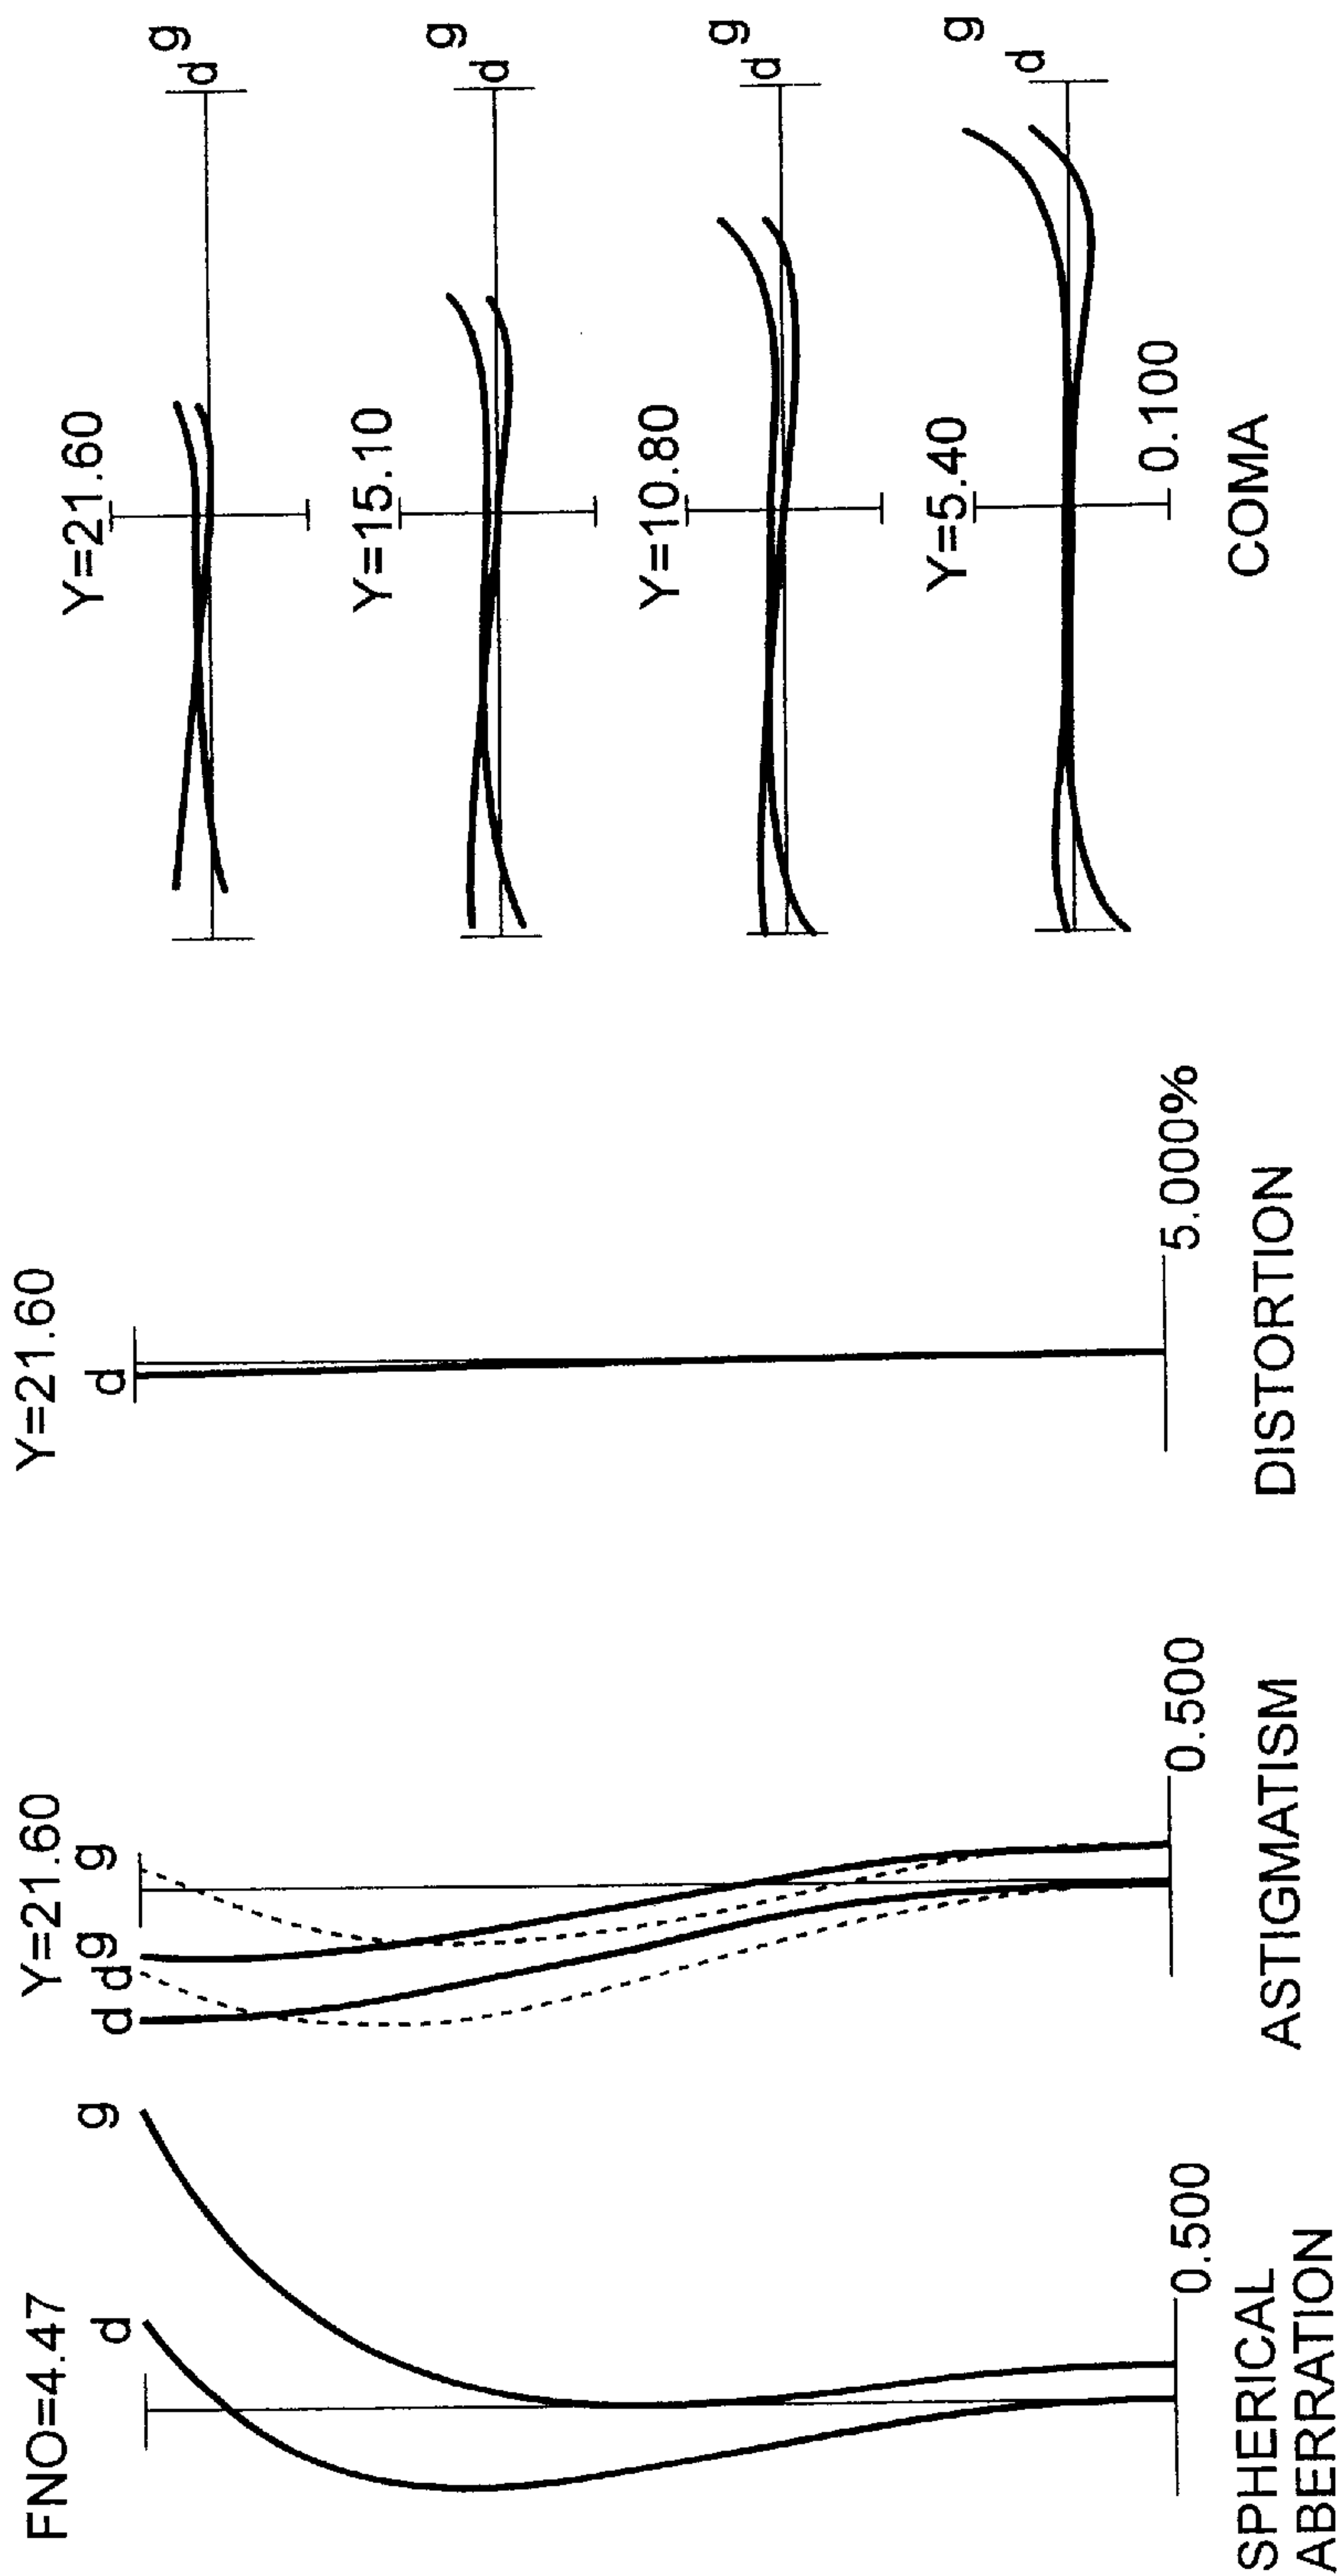 FNO=4.47
d
g
0.500
SPHERICAL
ABERRATION
Y=21.60
d
d
g
g
0.500
ASTIGMATISM
Y=21.60
d
5.000%
DISTORTION
Y=21.60
g
d
Y=15.10
g
d
Y=10.80
g
d
Y=5.40
g
d
0.100
COMA